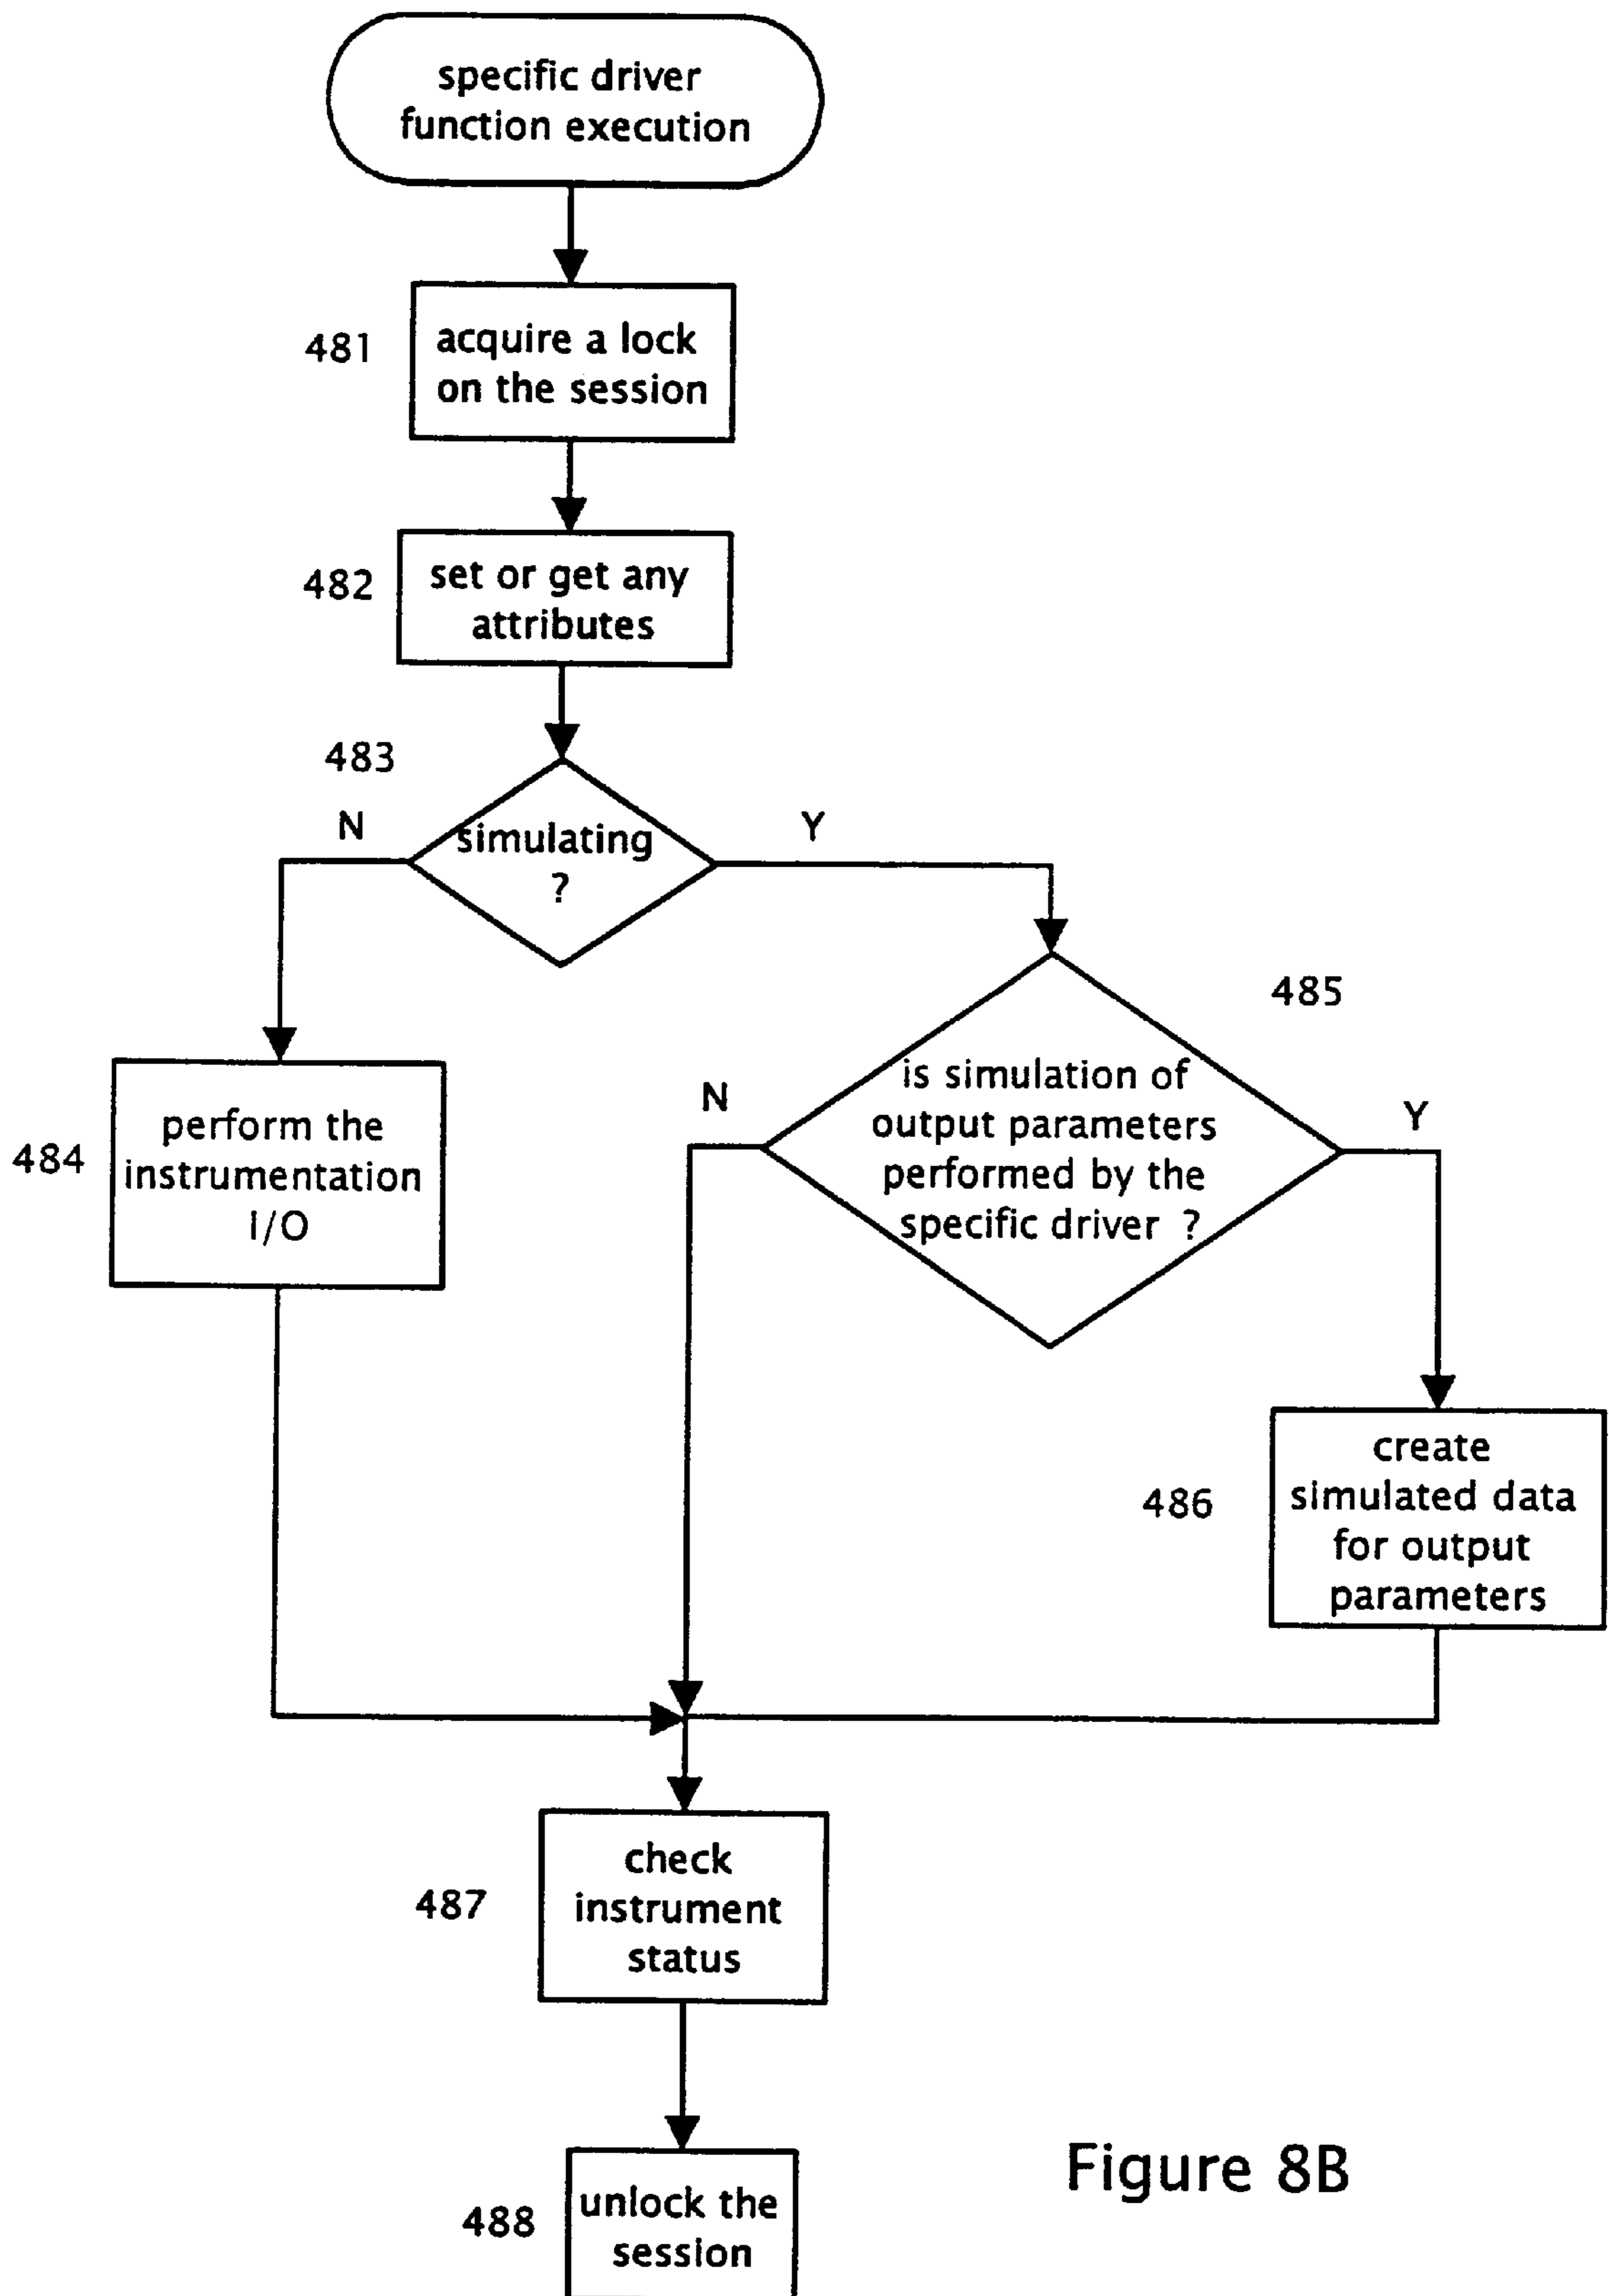 specific driver
function execution
481
acquire a lock
on the session
482
set or get any
attributes
483
N
simulating
?
Y
485
N
is simulation of
output parameters
performed by the
specific driver ?
Y
484
perform the
instrumentation
I/O
486
create
simulated data
for output
parameters
487
check
instrument
status
488
unlock the
session
Figure 8B